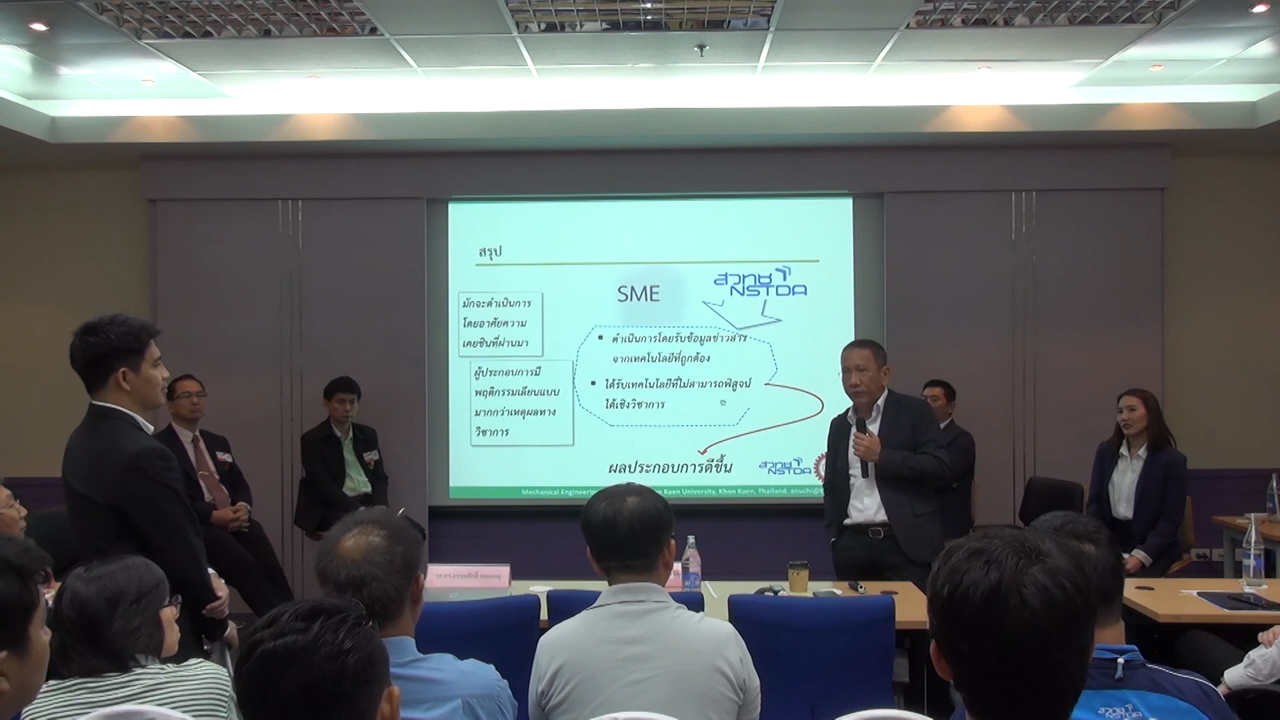 สรุป
SME
สวทช
NSTDA
มักจะดำเนินการ
โดยอาศัยความ
เคยชินที่ผ่านมา
ผู้ประกอบการมี
พฤติกรรมเลียนแบบ
มากกว่าเหตุผลทาง
วิชาการ
▪ ดำเนินการโดยรับข้อมูลข่าวสาร
จากเทคโนโลยีที่ถูกต้อง
▪ ได้รับเทคโนโลยีที่ไม่สามารถพิสูจน์
ได้เชิงวิชาการ
ผลประกอบการดีขึ้น
สวทช
NSTDA
Mechanical Engineering Kaen University, Khon Kaen, Thailand.
สวทช
NSTDA